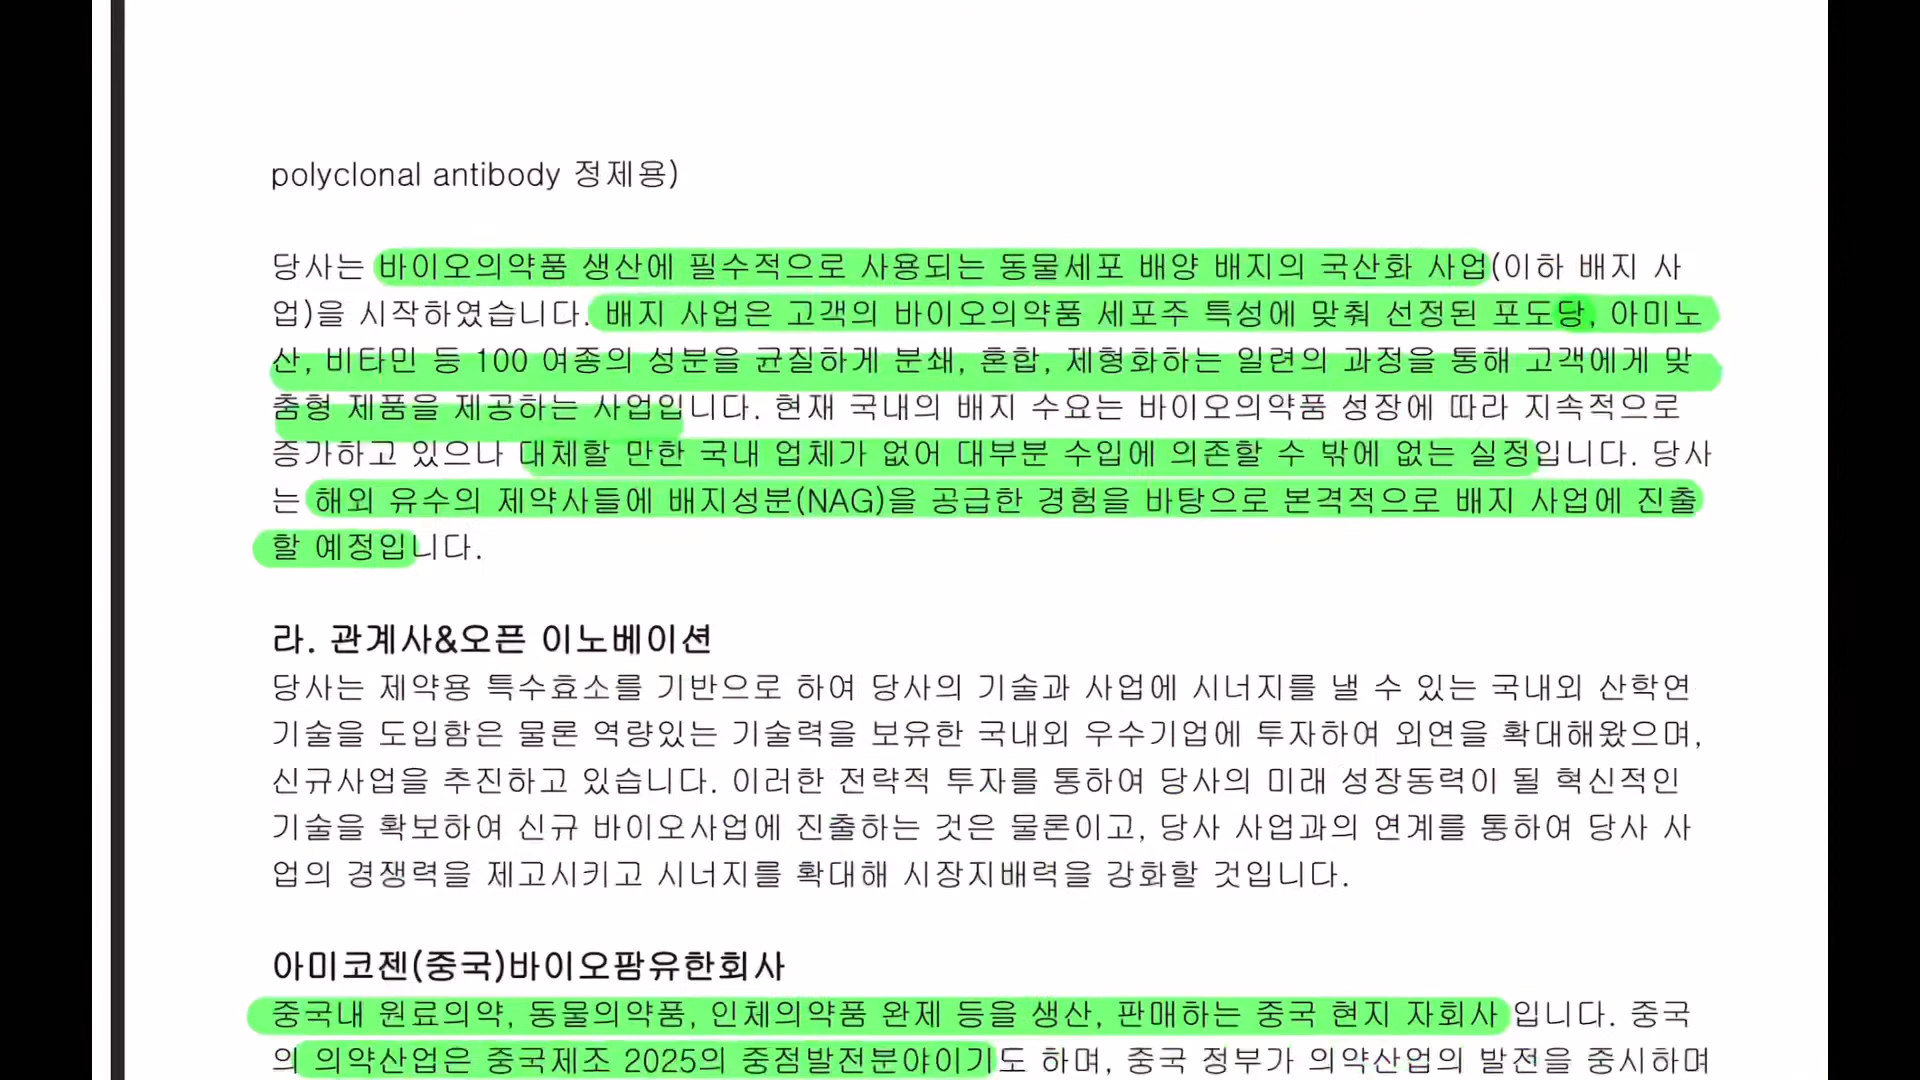 polyclonal antibody 정제용)
당사는 바이오의약품 생산에 필수적으로 사용되는 동물세포 배양 배지의 국산화 사업(이하 배지 사
업)을 시작하였습니다. 배지 사업은 고객의 바이오의약품 세포주 특성에 맞춰 선정된 포도당, 아미노
산, 비타민 등 100 여종의 성분을 균질하게 분쇄, 혼합, 제형화하는 일련의 과정을 통해 고객에게 맞
춤형 제품을 제공하는 사업입니다. 현재 국내의 배지 수요는 바이오의약품 성장에 따라 지속적으로
증가하고 있으나 대체할 만한 국내 업체가 없어 대부분 수입에 의존할 수 밖에 없는 실정입니다. 당사
는 해외 유수의 제약사들에 배지성분(NAG)을 공급한 경험을 바탕으로 본격적으로 배지 사업에 진출
할 예정입니다.
라. 관계사&오픈 이노베이션
당사는 제약용 특수효소를 기반으로 하여 당사의 기술과 사업에 시너지를 낼 수 있는 국내외 산학연
기술을 도입함은 물론 역량있는 기술력을 보유한 국내외 우수기업에 투자하여 외연을 확대해왔으며,
신규사업을 추진하고 있습니다. 이러한 전략적 투자를 통하여 당사의 미래 성장동력이 될 혁신적인
기술을 확보하여 신규 바이오사업에 진출하는 것은 물론이고, 당사 사업과의 연계를 통하여 당사 사
업의 경쟁력을 제고시키고 시너지를 확대해 시장지배력을 강화할 것입니다.
아미코젠(중국)바이오팜유한회사
중국내 원료의약, 동물의약품, 인체의약품 완제 등을 생산, 판매하는 중국 현지 자회사 입니다. 중국
의 의약산업은 중국제조 2025의 중점발전분야이기도 하며, 중국 정부가 의약산업의 발전을 중시하며